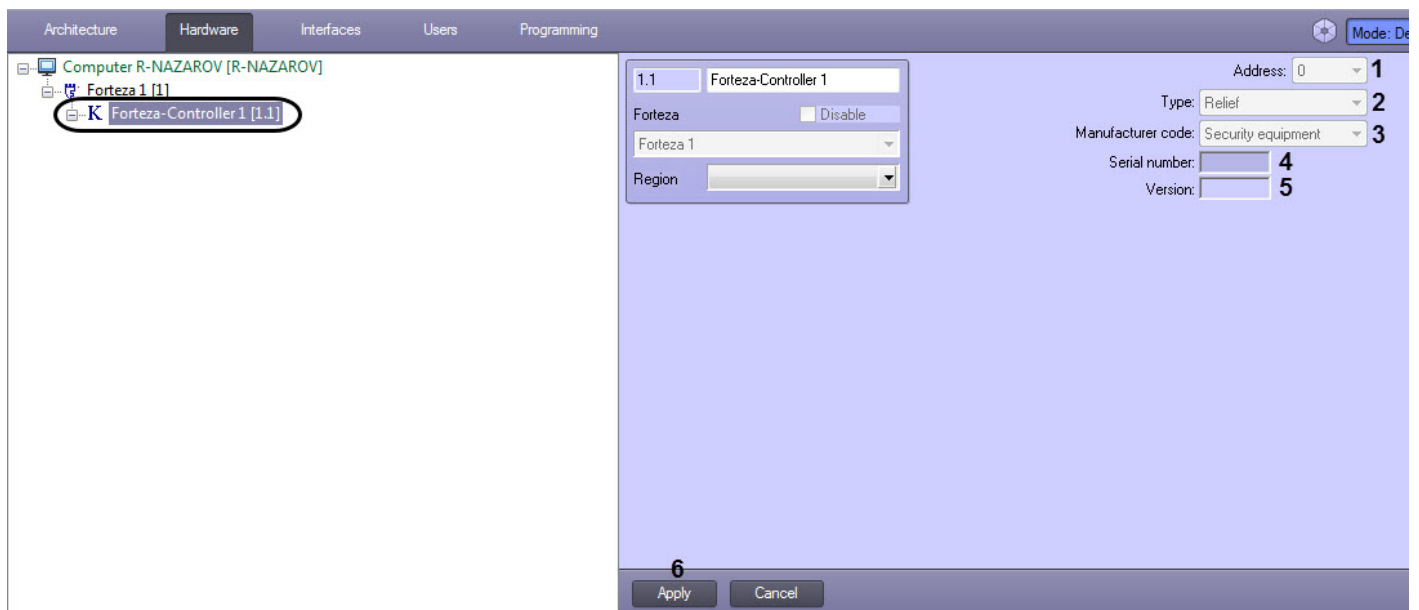 Architecture Hardware Interfaces Users Programming Mode: De
Computer R-NAZAROV [R-NAZAROV]
Forteza 1 [1]
K Forteza-Controller 1 [1.1]
1.1 Forteza-Controller 1
Forteza Disable
Forteza 1
Region
Address: 0 1
Type: Relief 2
Manufacturer code: Security equipment 3
Serial number: 4
Version: 5
6
Apply Cancel